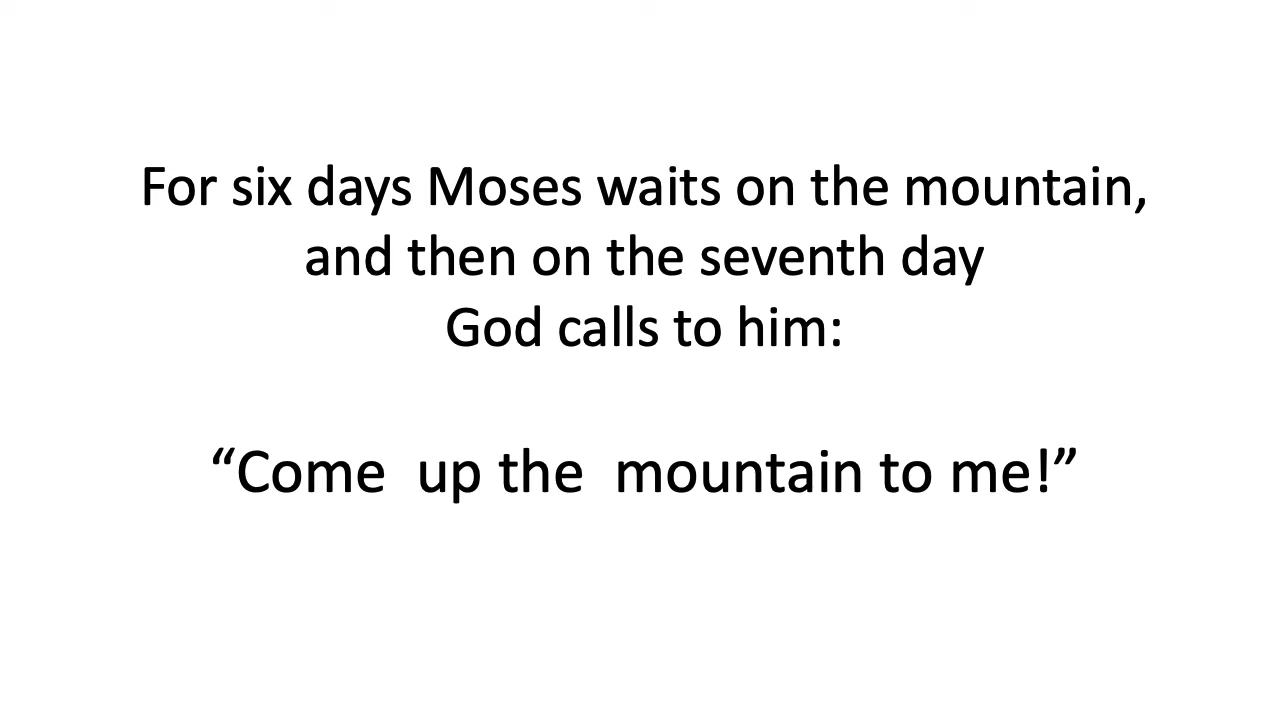 For six days Moses waits on the mountain,
and then on the seventh day
God calls to him:
“Come  up the  mountain to me!”